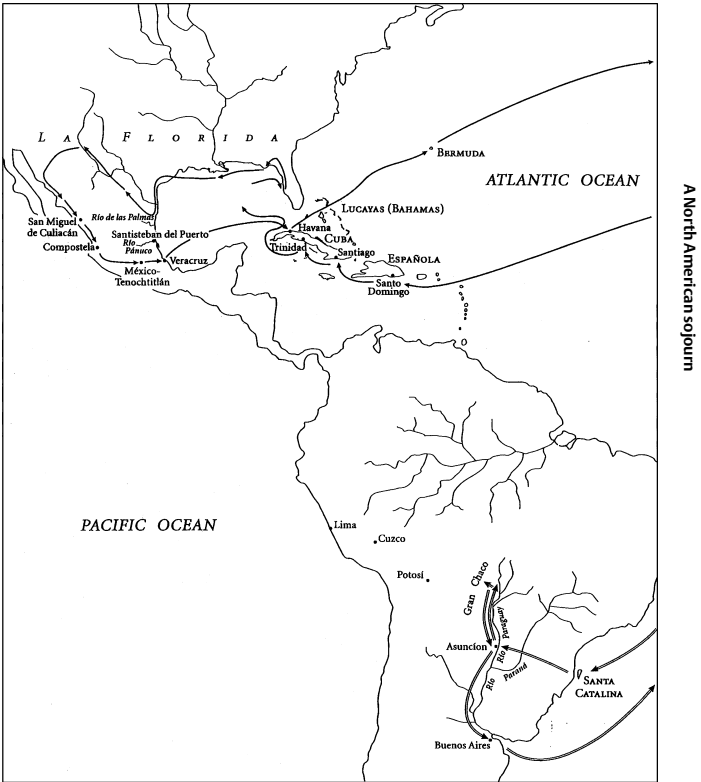 A North American sojourn
LA FLORIDA
BERMUDA
ATLANTIC OCEAN
LUCAYAS (BAHAMAS)
San Miguel
de Culiacán
Río de las Palmas
Santisteban del Puerto
Havana
CUBA
Compostela
Río
Pánuco
Veracruz
Trinidad
Santiago
ESPAÑOLA
México-
Tenochtitlán
Santo
Domingo
PACIFIC OCEAN
Lima
Cuzco
Potosí
Gran Chaco
Río Paraguay
Asuncíon
Río Paraná
SANTA
CATALINA
Buenos Aires